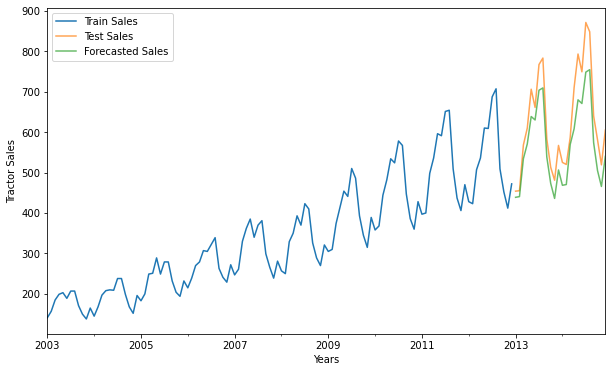 900
800
700
600
500
400
300
200
Tractor Sales
Train Sales
Test Sales
Forecasted Sales
2003 2005 2007 2009 2011 2013
Years